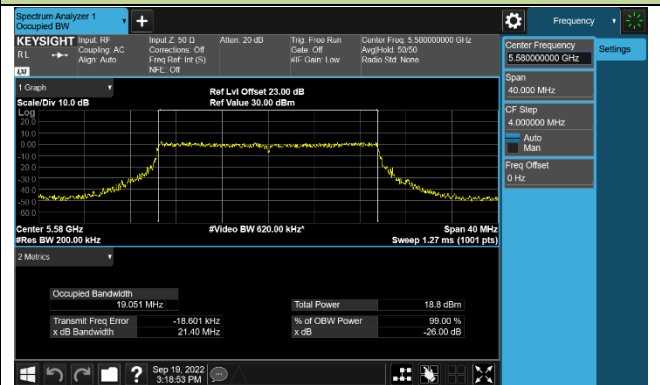 Spectrum Analyzer 1
Occupied BW
Frequency
KEYSIGHT
RL
LXI
Input: RF
Coupling: AC
Align: Auto
Input Z: 50 Ω
Corrections: Off
Freq Ref: Int (S)
NFE: Off
Atten: 20 dB
Trig: Free Run
Gate: Off
#IF Gain: Low
Center Freq: 5.580000000 GHz
Avg|Hold: 50/50
Radio Std: None
Center Frequency
5.580000000 GHz
Settings
Span
40.000 MHz
CF Step
4.000000 MHz
Auto
Man
Freq Offset
0 Hz
1 Graph
Scale/Div 10.0 dB
Ref Lvl Offset 23.00 dB
Ref Value 30.00 dBm
Log
20.0
10.0
0.00
-10.0
-20.0
-30.0
-40.0
-50.0
-60.0
Center 5.58 GHz
#Res BW 200.00 kHz
#Video BW 620.00 kHz*
Span 40 MHz
Sweep 1.27 ms (1001 pts)
2 Metrics
Occupied Bandwidth
19.051 MHz
Total Power 18.8 dBm
Transmit Freq Error -18.601 kHz
% of OBW Power 99.00 %
x dB Bandwidth 21.40 MHz
x dB -26.00 dB
?
Sep 19, 2022
3:18:53 PM